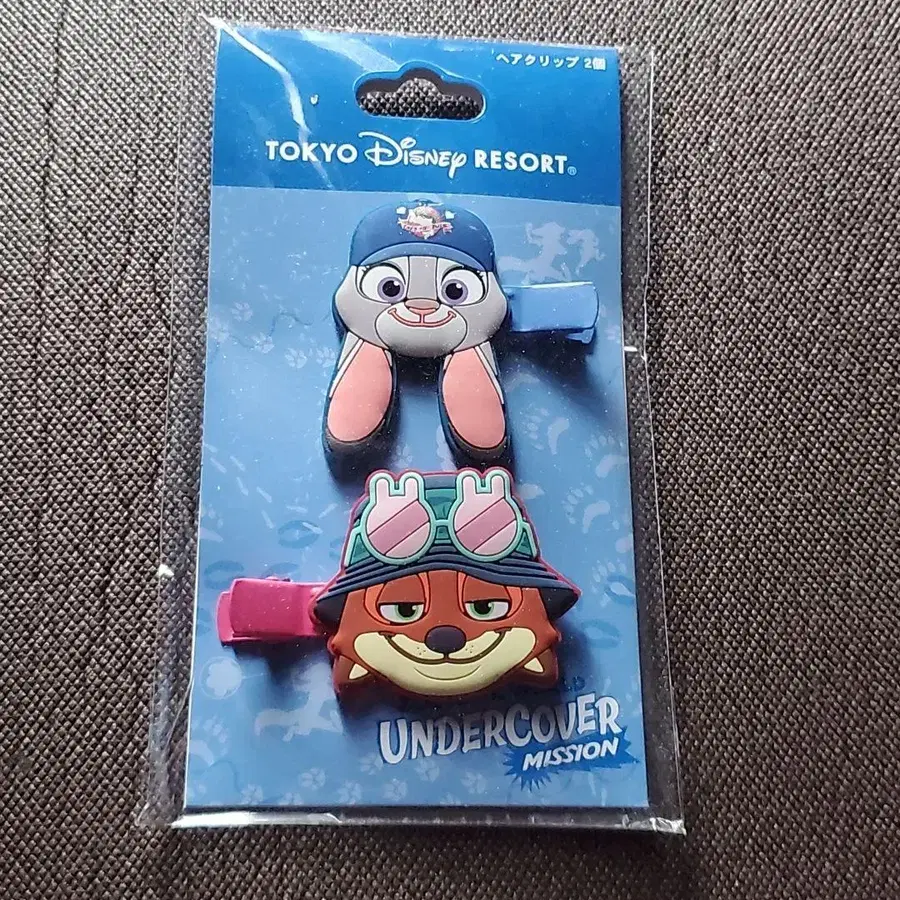 ヘアクリップ 2個
TOKYO Disney RESORT®
UNDERCOVER
MISSION